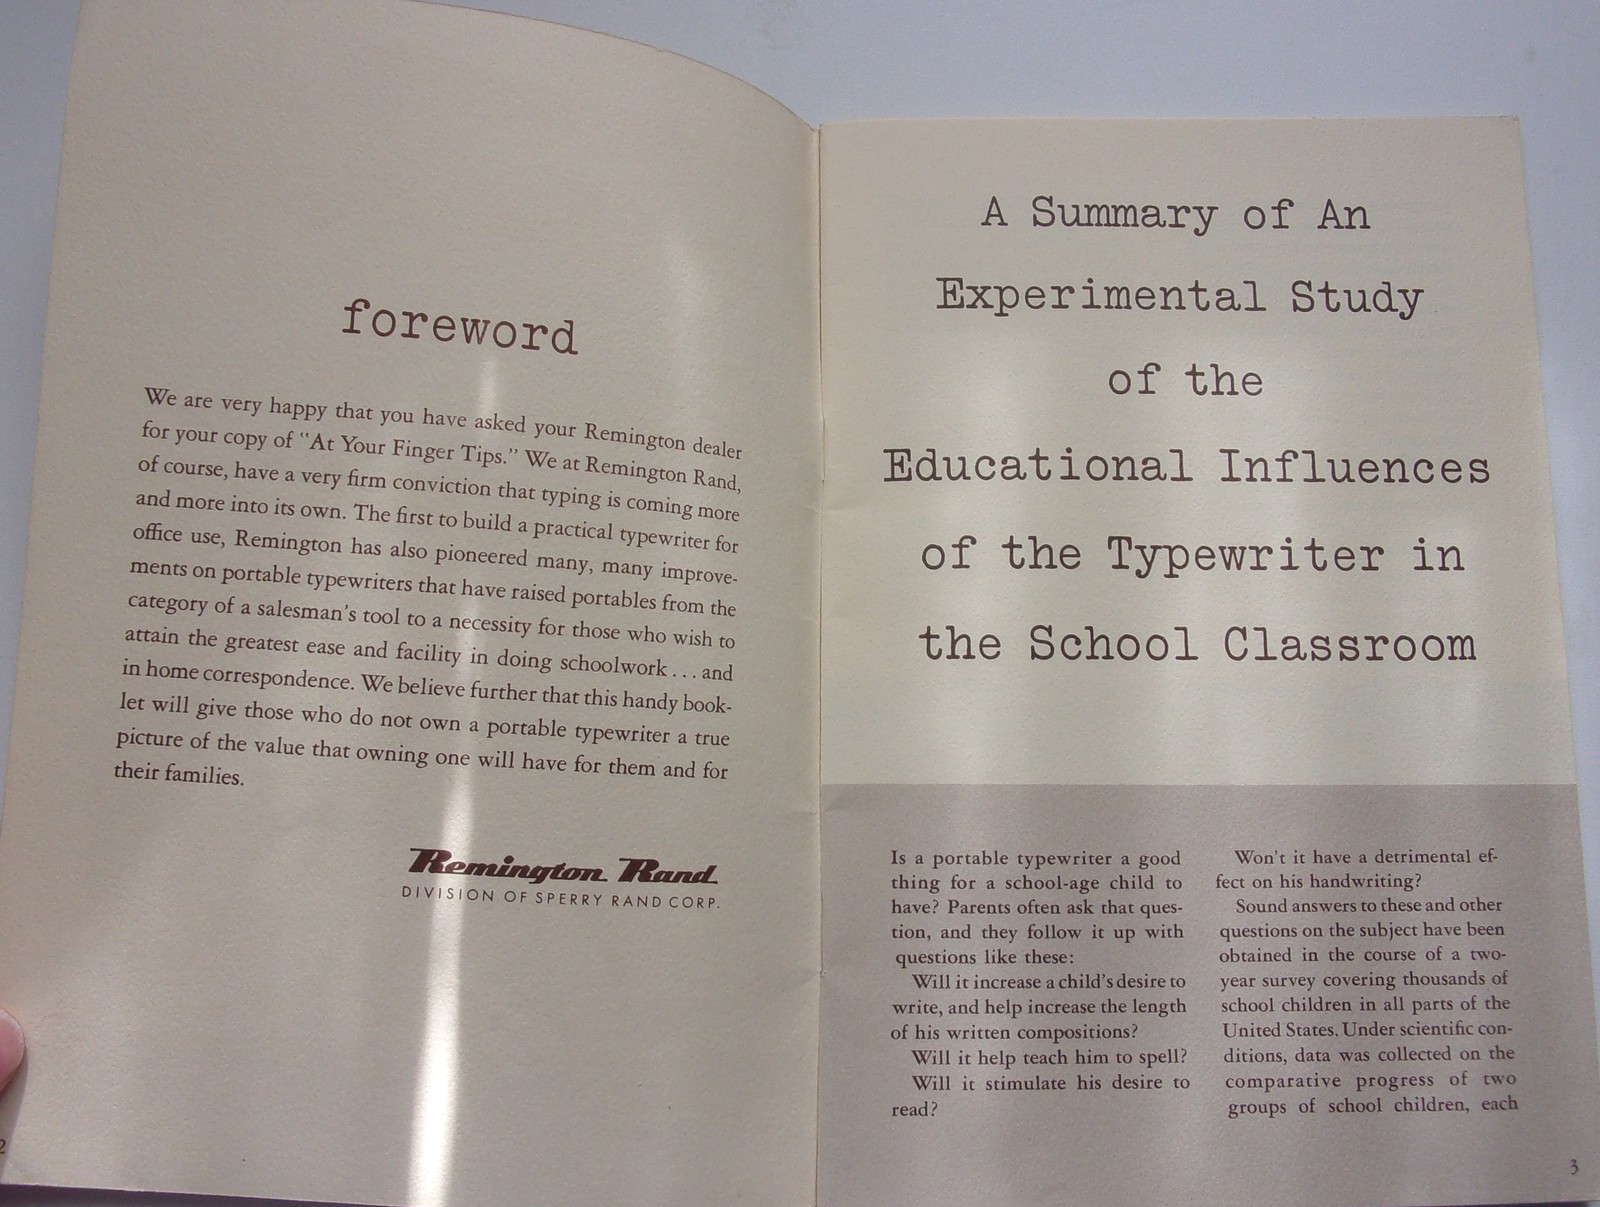 foreword
We are very happy that you have asked your Remington dealer
for your copy of "At Your Finger Tips." We at Remington Rand,
of course, have a very firm conviction that typing is coming more
and more into its own. The first to build a practical typewriter for
office use, Remington has also pioneered many, many improve-
ments on portable typewriters that have raised portables from the
category of a salesman's tool to a necessity for those who wish to
attain the greatest ease and facility in doing schoolwork . . . and
in home correspondence. We believe further that this handy book-
let will give those who do not own a portable typewriter a true
picture of the value that owning one will have for them and for
their families.
Remington Rand
DIVISION OF SPERRY RAND CORP.
2
A Summary of An
Experimental Study
of the
Educational Influences
of the Typewriter in
the School Classroom
Is a portable typewriter a good
thing for a school-age child to
have? Parents often ask that ques-
tion, and they follow it up with
questions like these:
Will it increase a child's desire to
write, and help increase the length
of his written compositions?
Will it help teach him to spell?
Will it stimulate his desire to
read?
Won't it have a detrimental ef-
fect on his handwriting?
Sound answers to these and other
questions on the subject have been
obtained in the course of a two-
year survey covering thousands of
school children in all parts of the
United States. Under scientific con-
ditions, data was collected on the
comparative progress of two
groups of school children, each
3